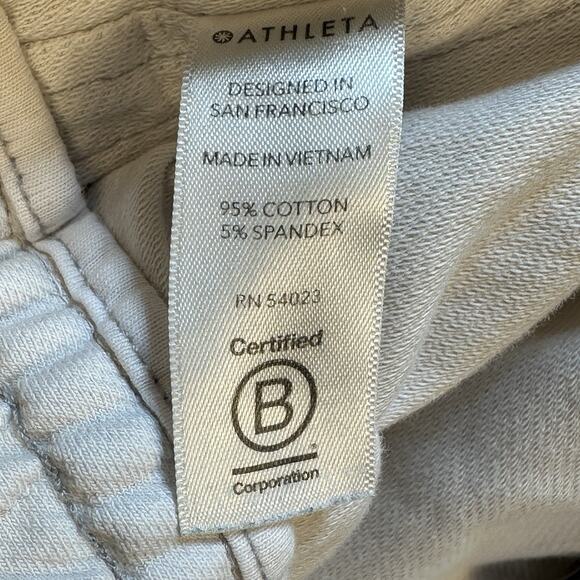 ATHLETA
DESIGNED IN
SAN FRANCISCO
MADE IN VIETNAM
95% COTTON
5% SPANDEX
RN 54023
Certified
B
Corporation